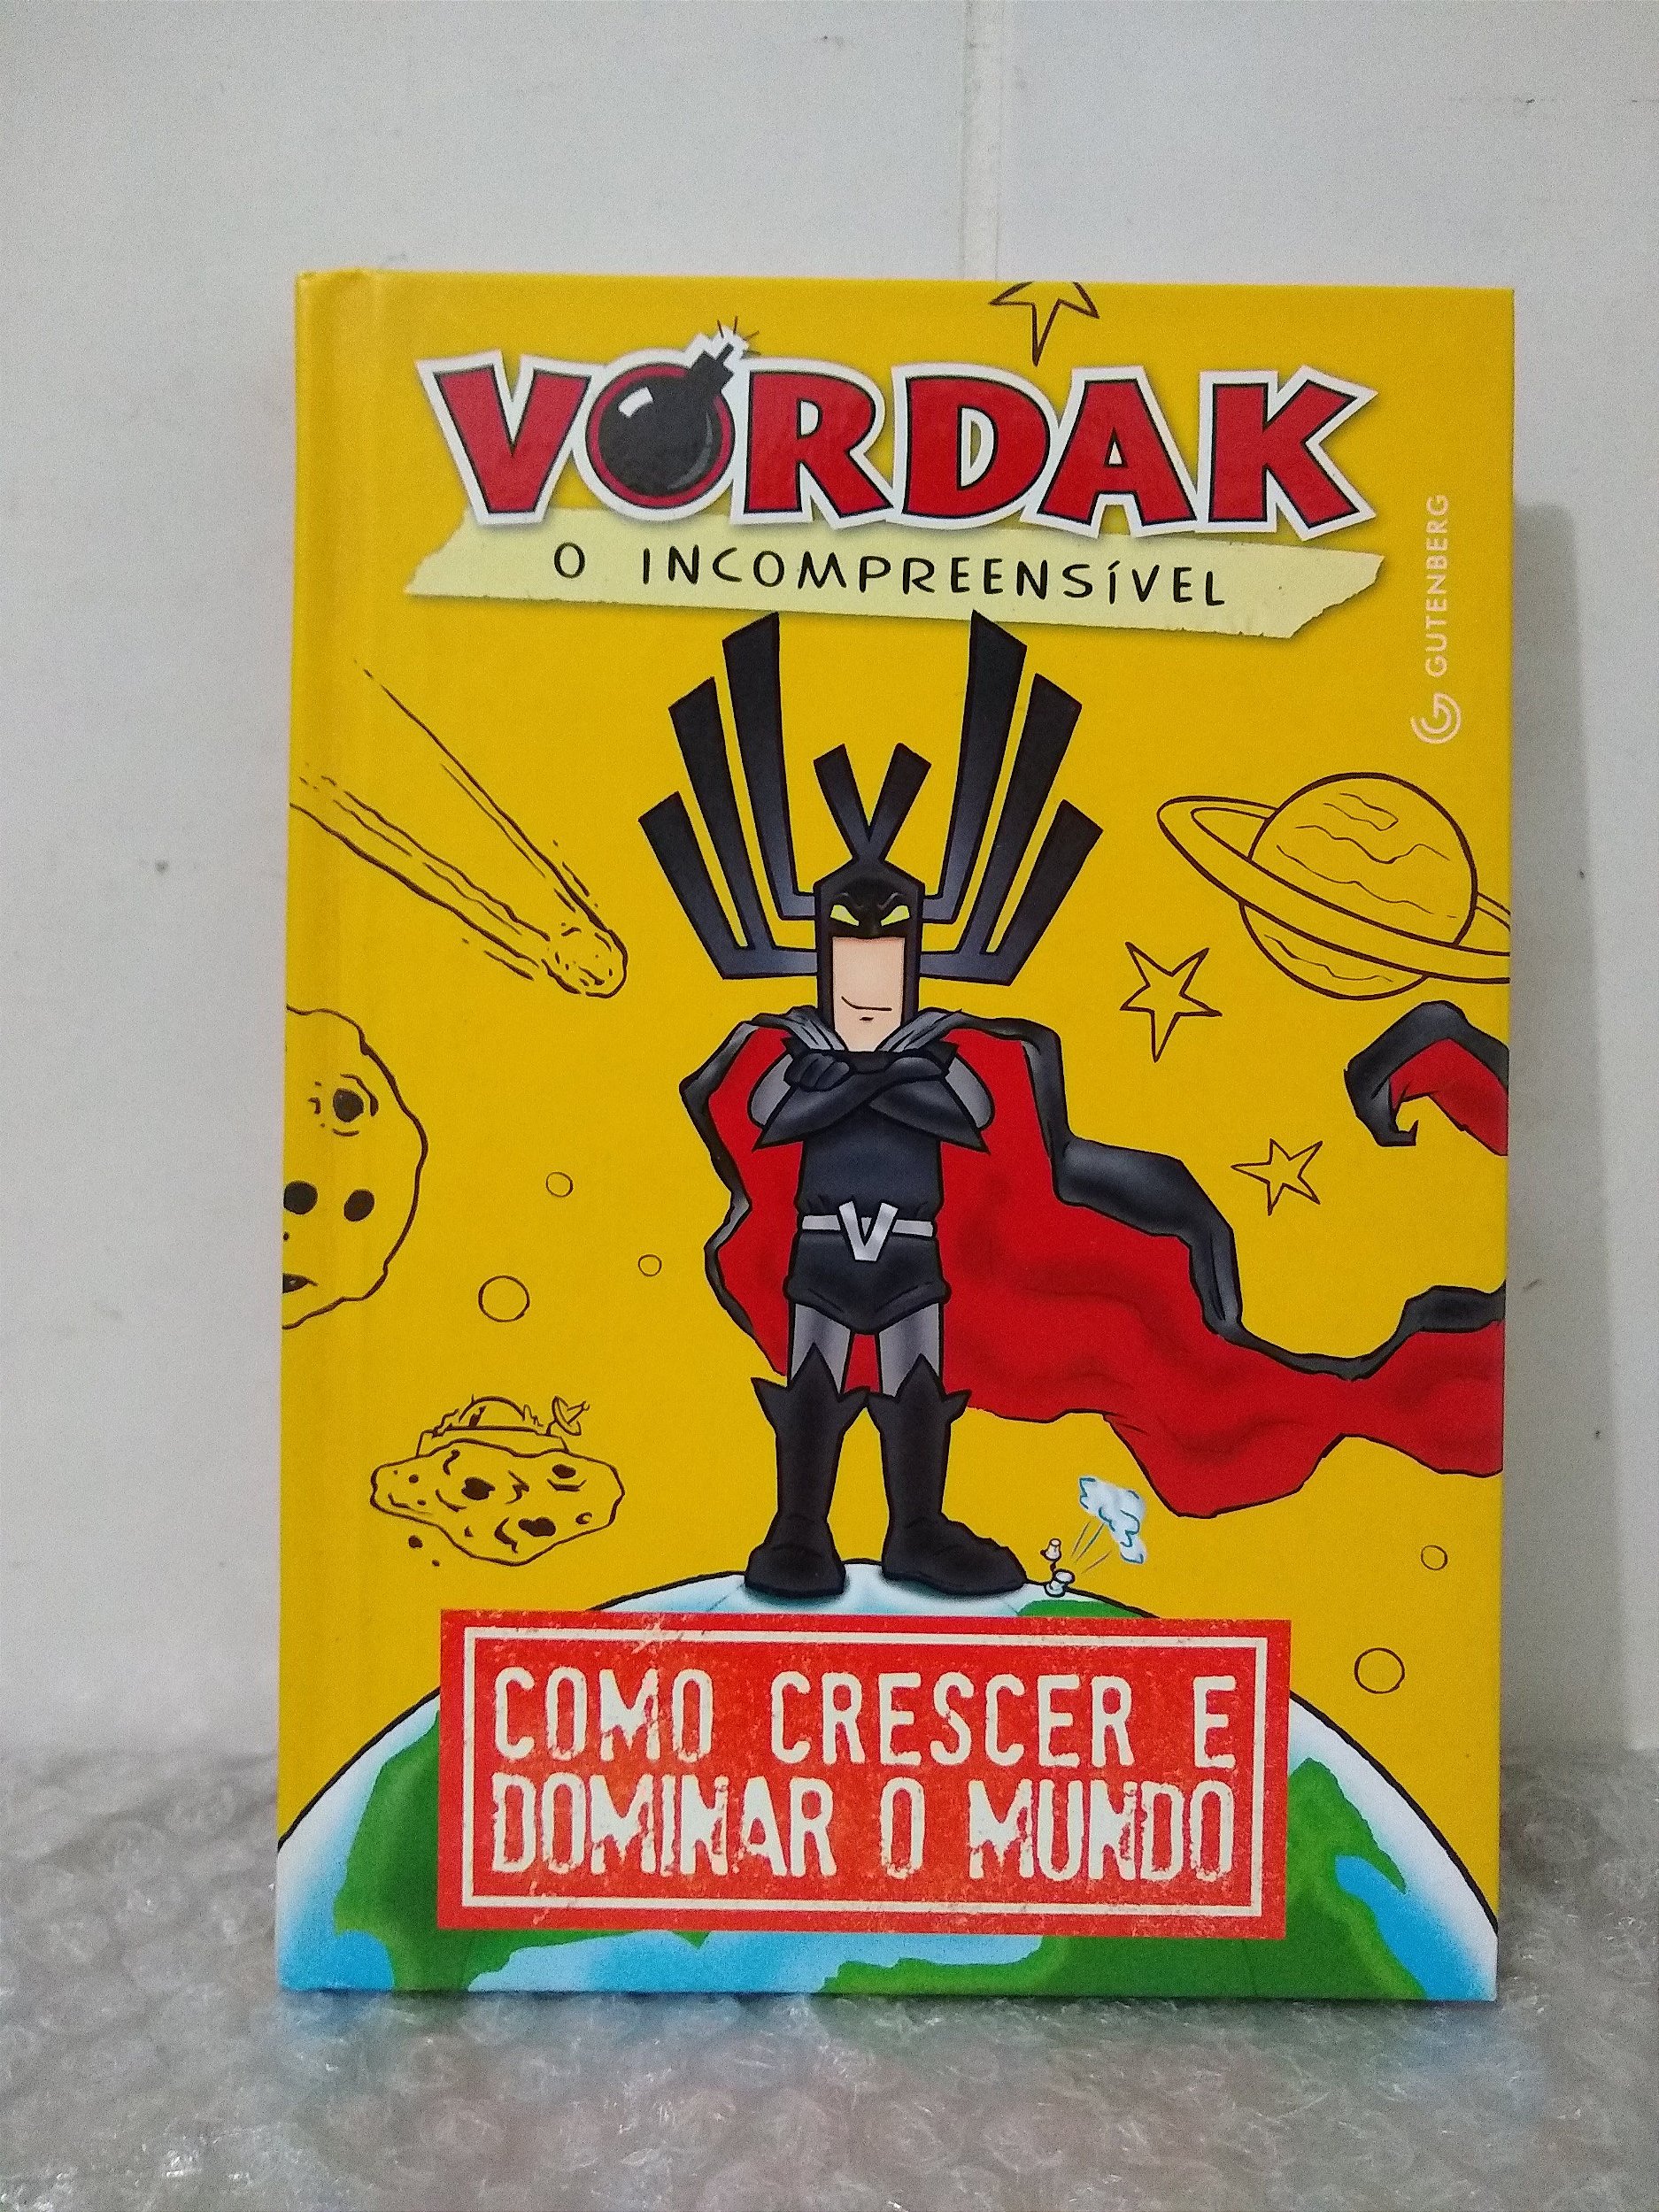 VORDAK
O INCOMPREENSÍVEL
GUTENBERG
V
COMO CRESCER E
DOMINAR O MUNDO